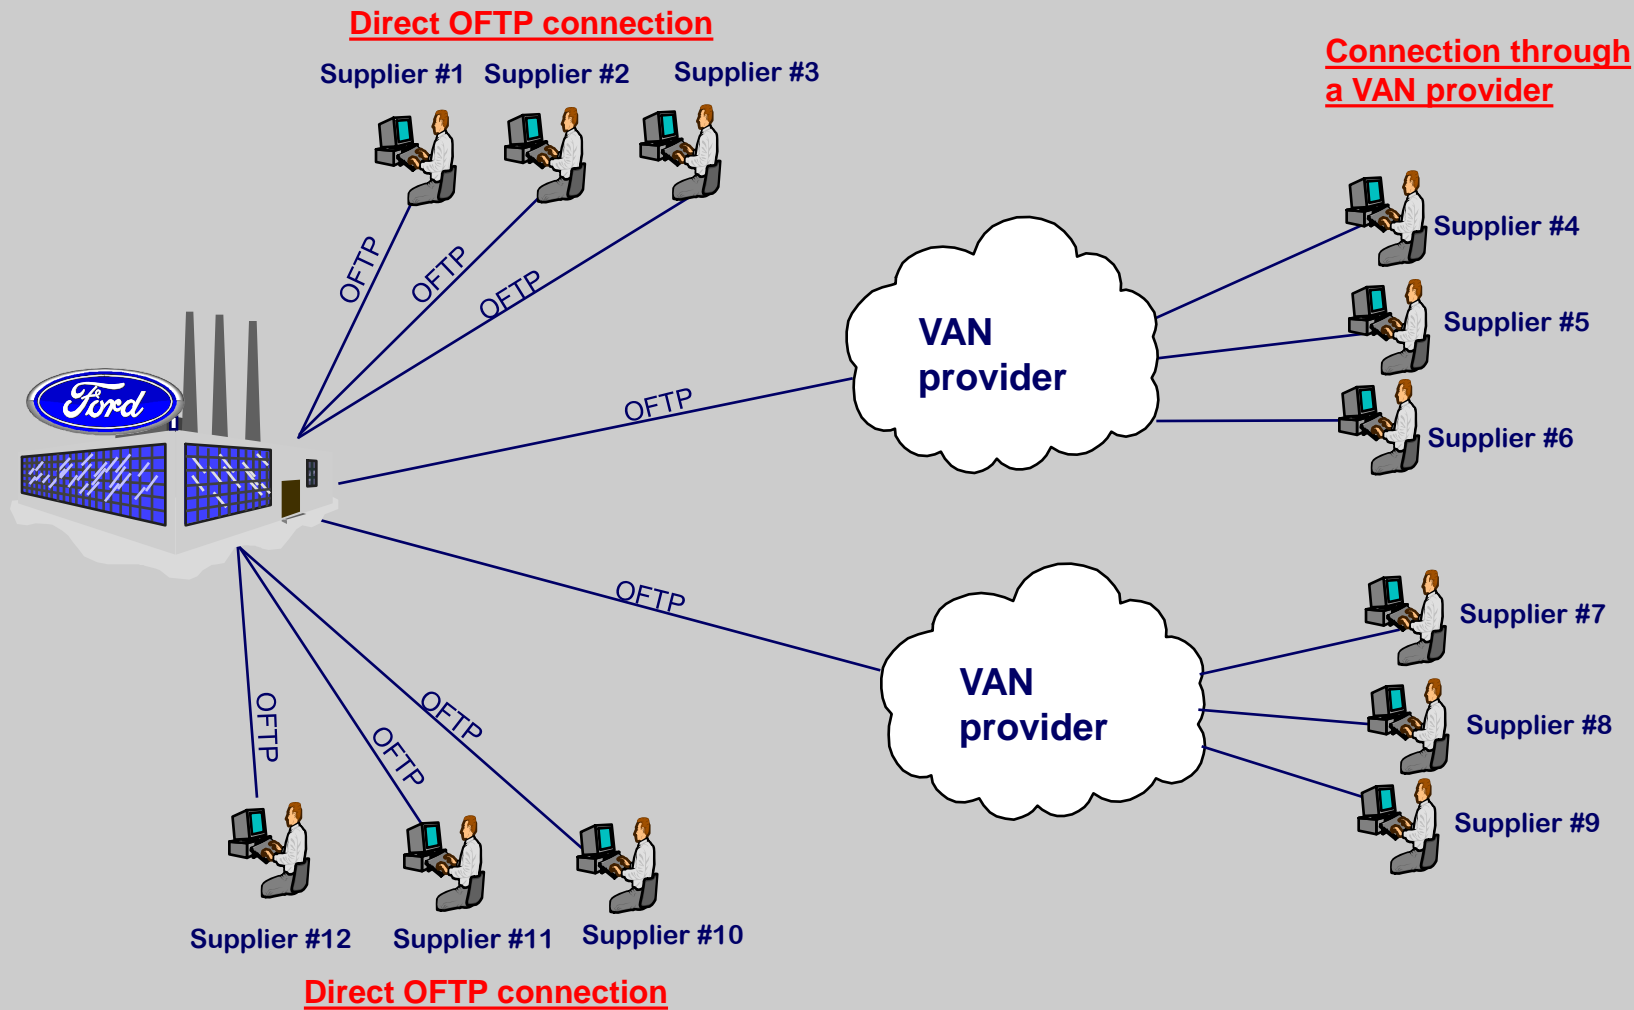 Direct OFTP connection
Connection through
a VAN provider
Supplier #1 Supplier #2 Supplier #3
OFTP
OFTP
OFTP
Supplier #4
Supplier #5
Supplier #6
VAN
provider
OFTP
Ford
OFTP
VAN
provider
Supplier #7
Supplier #8
Supplier #9
OFTP
OFTP
OFTP
Supplier #12 Supplier #11 Supplier #10
Direct OFTP connection